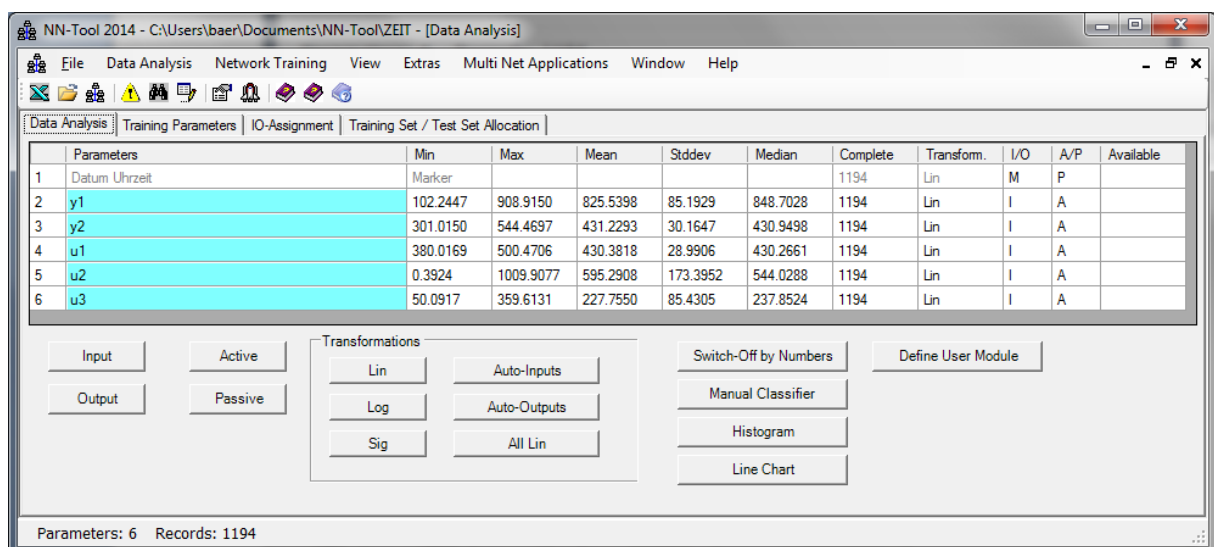 NN-Tool 2014 - C:\Users\baer\Documents\NN-Tool\ZEIT - [Data Analysis]
File Data Analysis Network Training View Extras Multi Net Applications Window Help
Data Analysis Training Parameters IO-Assignment Training Set / Test Set Allocation
Parameters Min Max Mean Stddev Median Complete Transform. I/O A/P Available
1 Datum Uhrzeit Marker 1194 Lin M P
2 y1 102.2447 908.9150 825.5398 85.1929 848.7028 1194 Lin I A
3 y2 301.0150 544.4697 431.2293 30.1647 430.9498 1194 Lin I A
4 u1 380.0169 500.4706 430.3818 28.9906 430.2661 1194 Lin I A
5 u2 0.3924 1009.9077 595.2908 173.3952 544.0288 1194 Lin I A
6 u3 50.0917 359.6131 227.7550 85.4305 237.8524 1194 Lin I A
Transformations
Input Active Lin Auto-Inputs Switch-Off by Numbers Define User Module
Output Passive Log Auto-Outputs Manual Classifier
Sig All Lin Histogram
Line Chart
Parameters: 6 Records: 1194